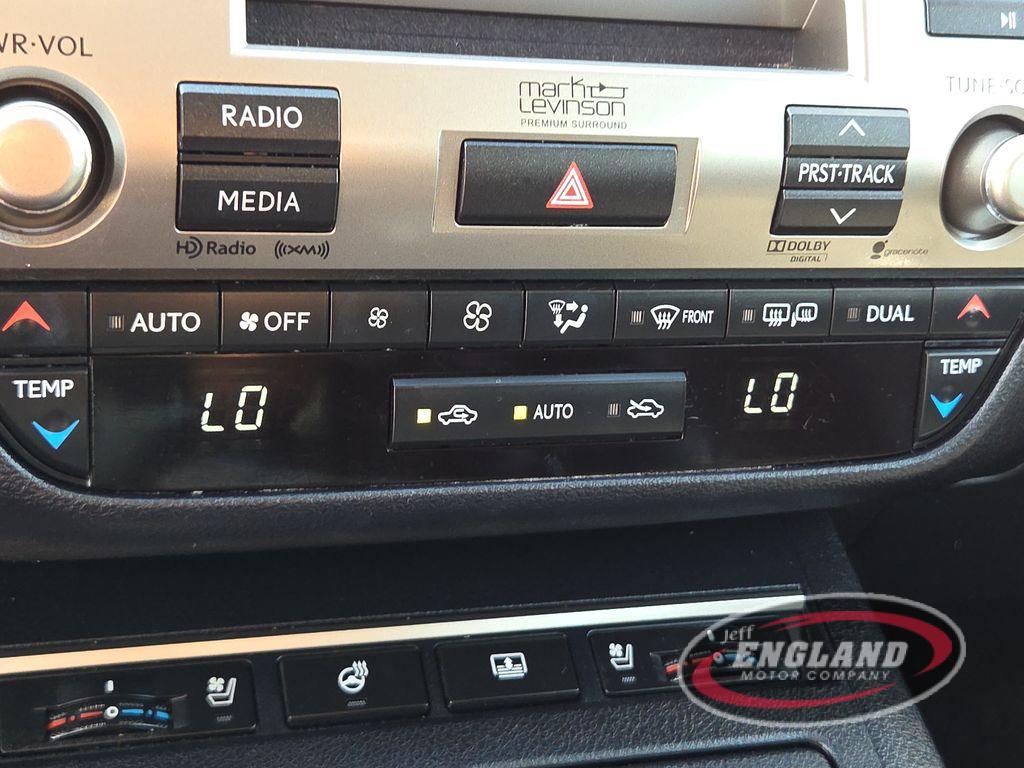 WR·VOL
TUNE·SC
mark
Levinson
PREMIUM SURROUND
RADIO
MEDIA
PRST·TRACK
HD Radio
((XM))
DOLBY
DIGITAL
gracenote
AUTO
OFF
FRONT
DUAL
TEMP
LO
AUTO
LO
TEMP
Jeff
ENGLAND
MOTOR COMPANY